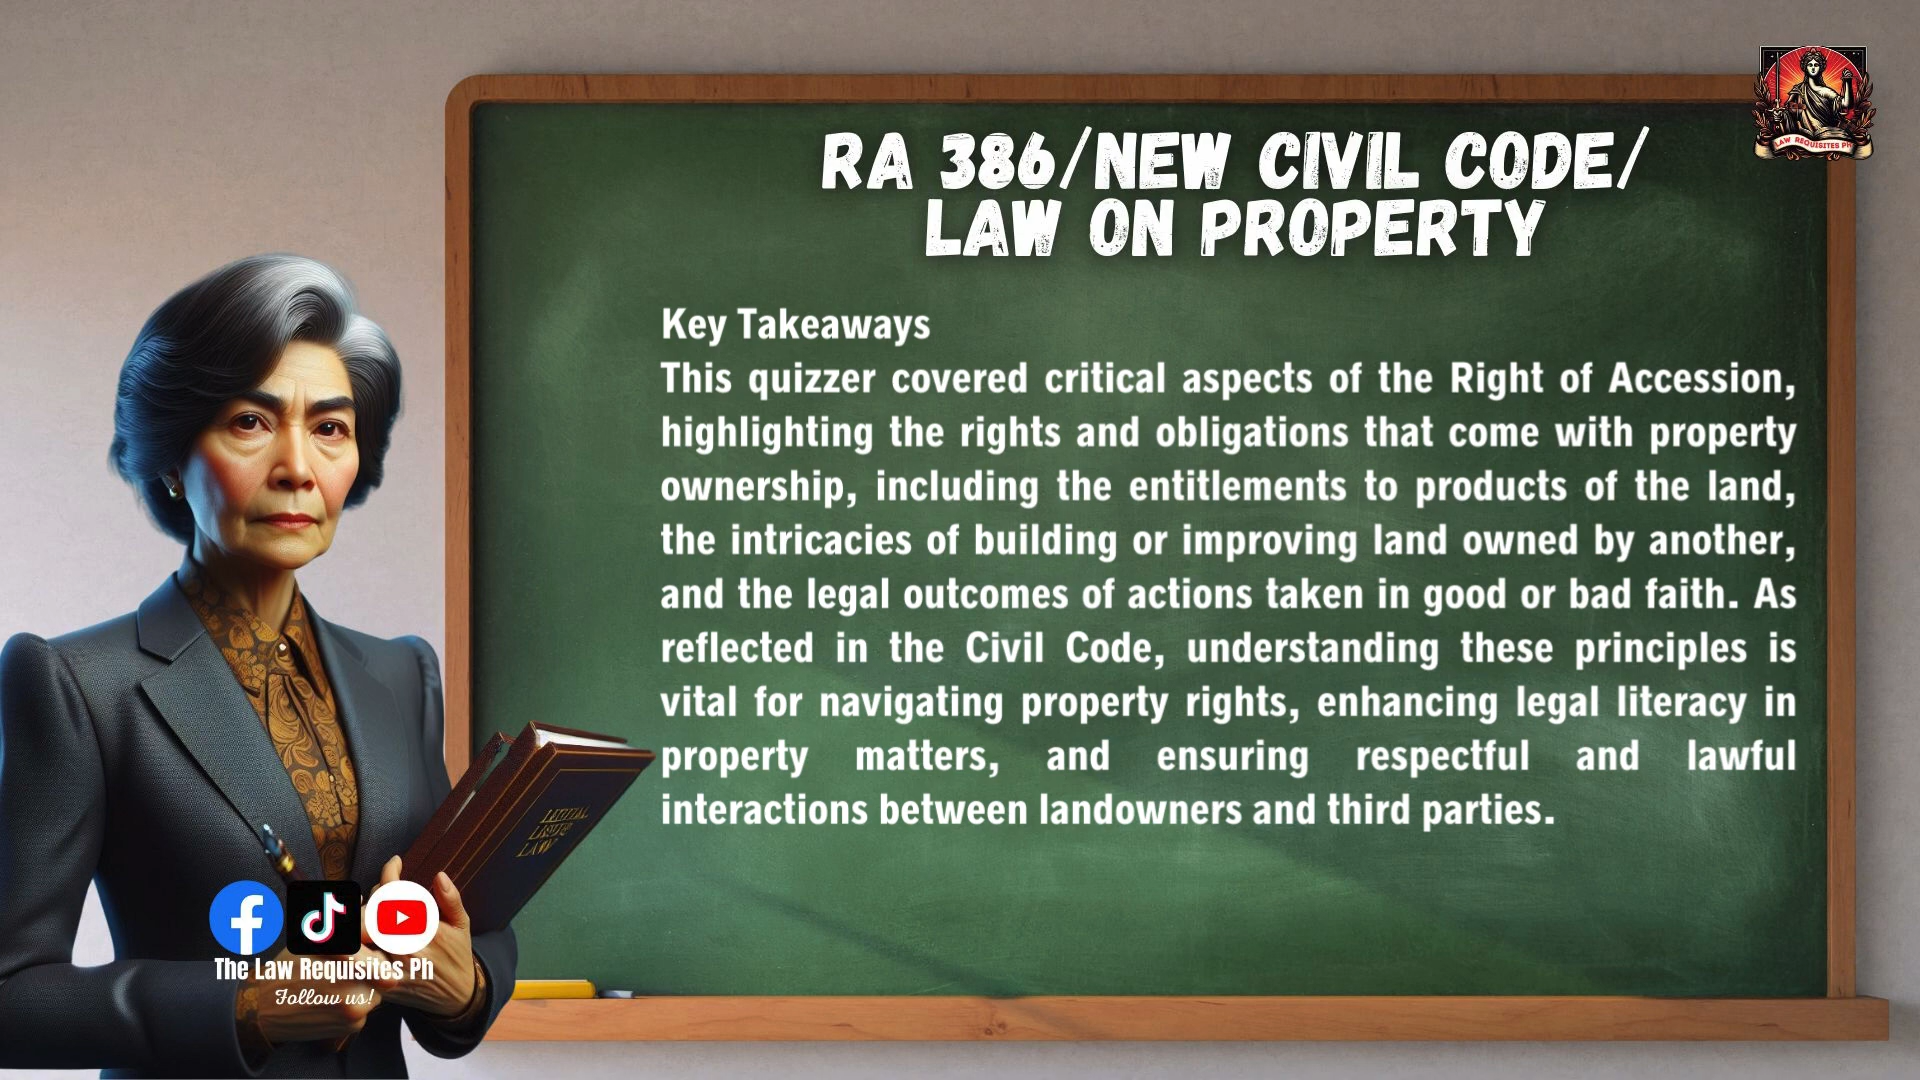 RA 386/NEW CIVIL CODE/
LAW ON PROPERTY
LAW REQUISITES PH
Key Takeaways
This quizzer covered critical aspects of the Right of Accession,
highlighting the rights and obligations that come with property
ownership, including the entitlements to products of the land,
the intricacies of building or improving land owned by another,
and the legal outcomes of actions taken in good or bad faith. As
reflected in the Civil Code, understanding these principles is
vital for navigating property rights, enhancing legal literacy in
property matters, and ensuring respectful and lawful
interactions between landowners and third parties.
The Law Requisites Ph
Follow us!